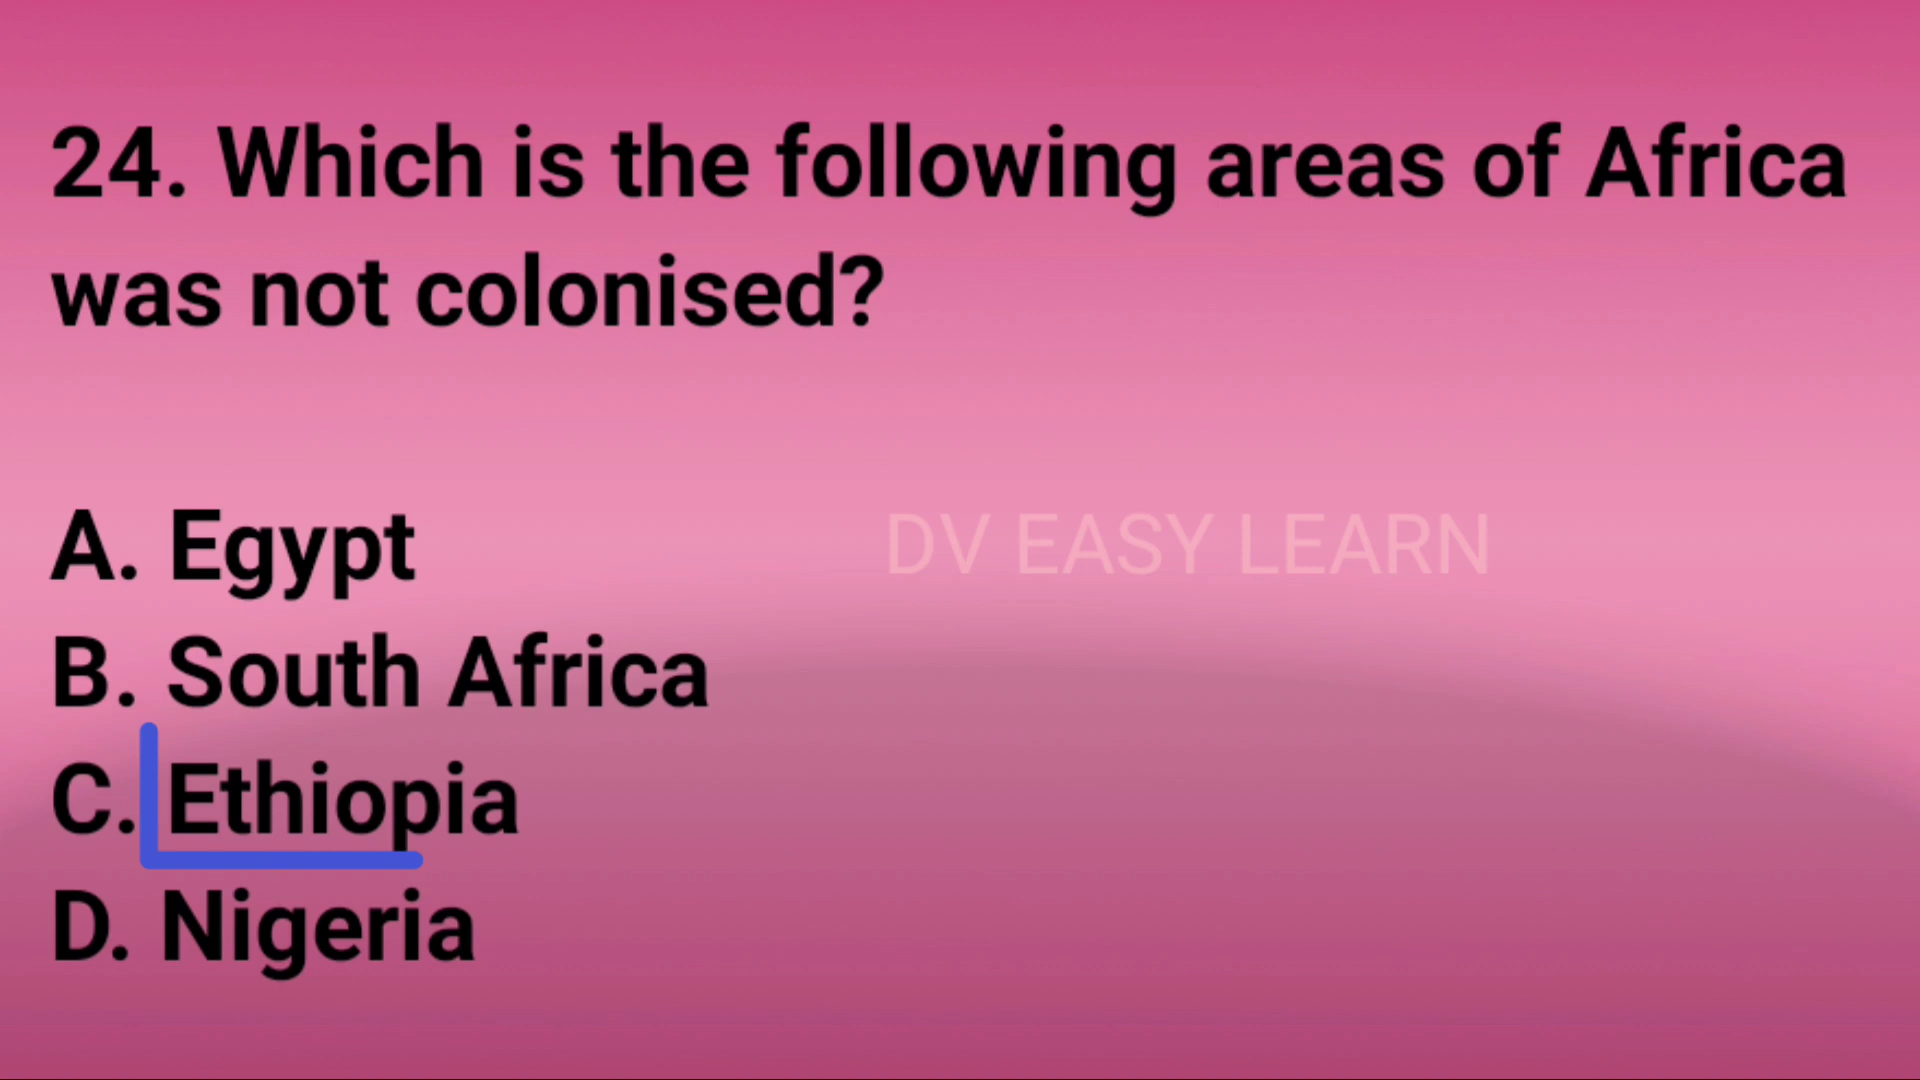 24. Which is the following areas of Africa
was not colonised?
A. Egypt
DV EASY LEARN
B. South Africa
C. Ethiopia
D. Nigeria